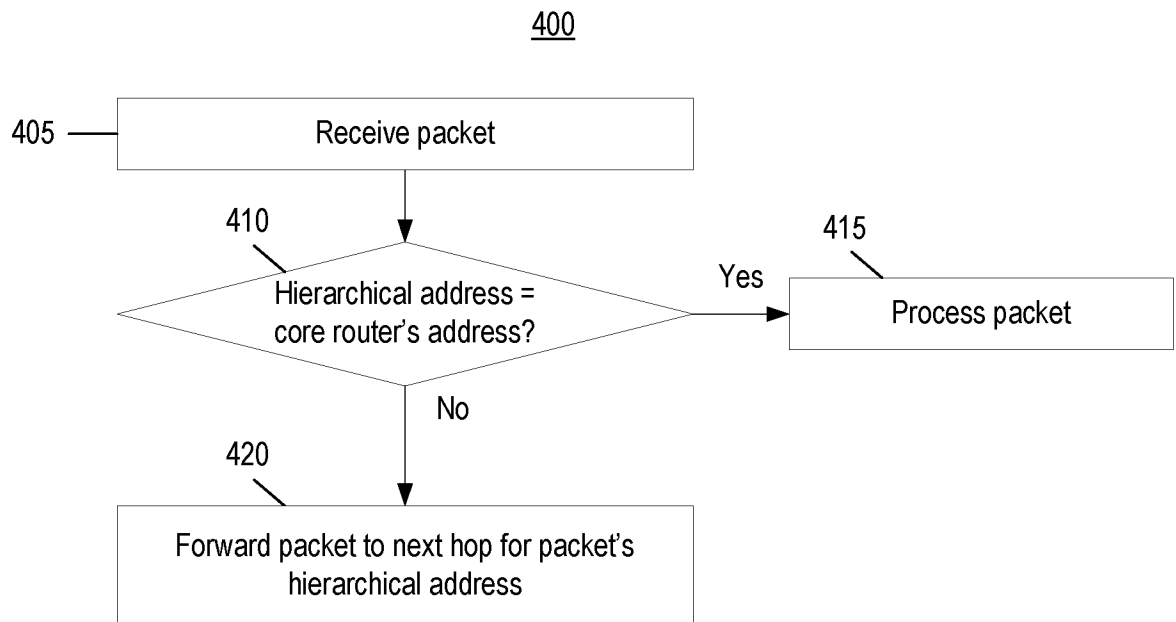 400
405
Receive packet
410
415
Hierarchical address =
core router's address?
Yes
Process packet
No
420
Forward packet to next hop for packet's
hierarchical address